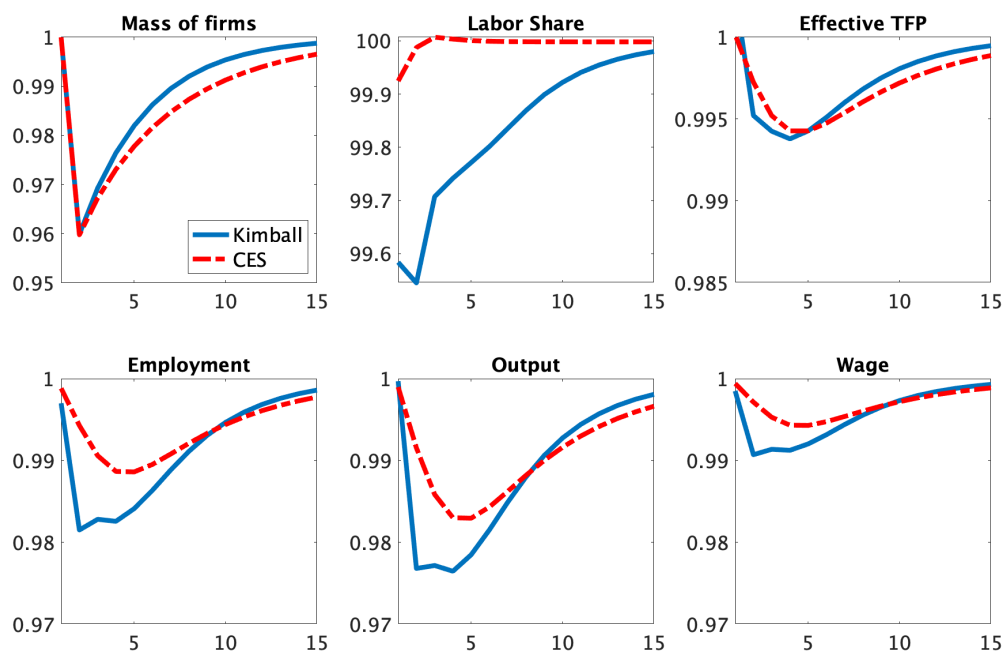 Mass of firms
1
0.99
0.98
0.97
0.96
0.95
5 10 15
Kimball
CES
Labor Share
100
99.9
99.8
99.7
99.6
5 10 15
Effective TFP
1
0.995
0.99
0.985
5 10 15
Employment
1
0.99
0.98
0.97
5 10 15
Output
1
0.99
0.98
0.97
5 10 15
Wage
1
0.99
0.98
0.97
5 10 15